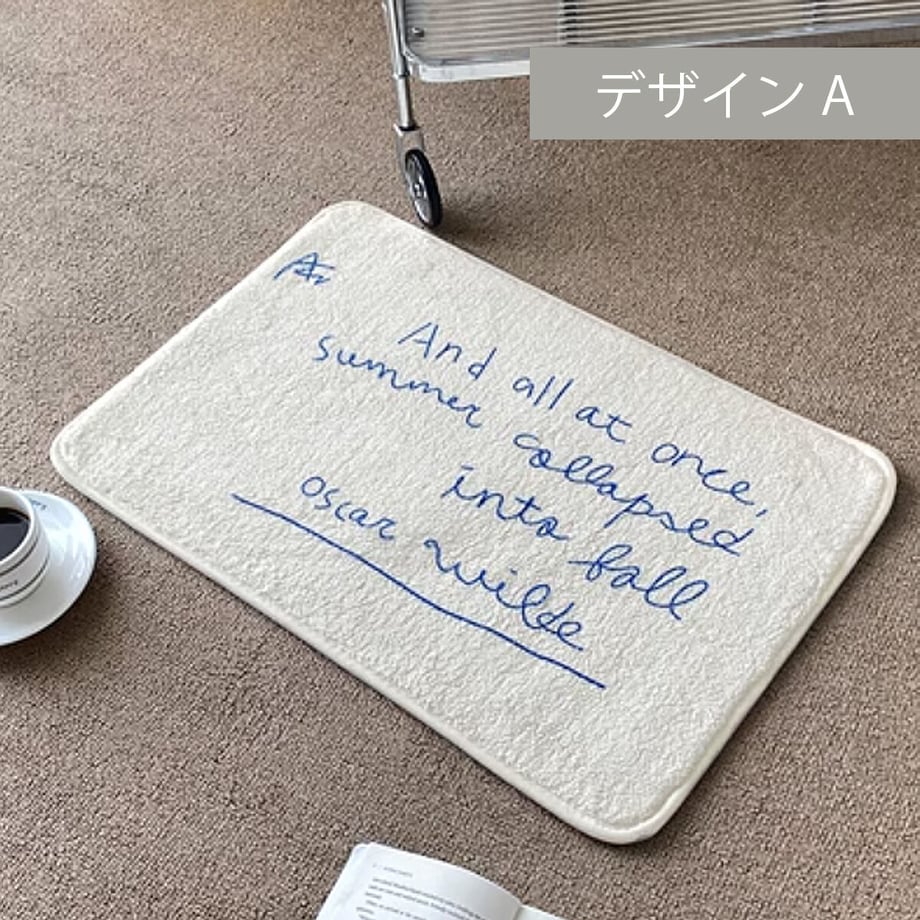 デザイン A
And all at once,
summer collapsed
into fall
oscar wilde